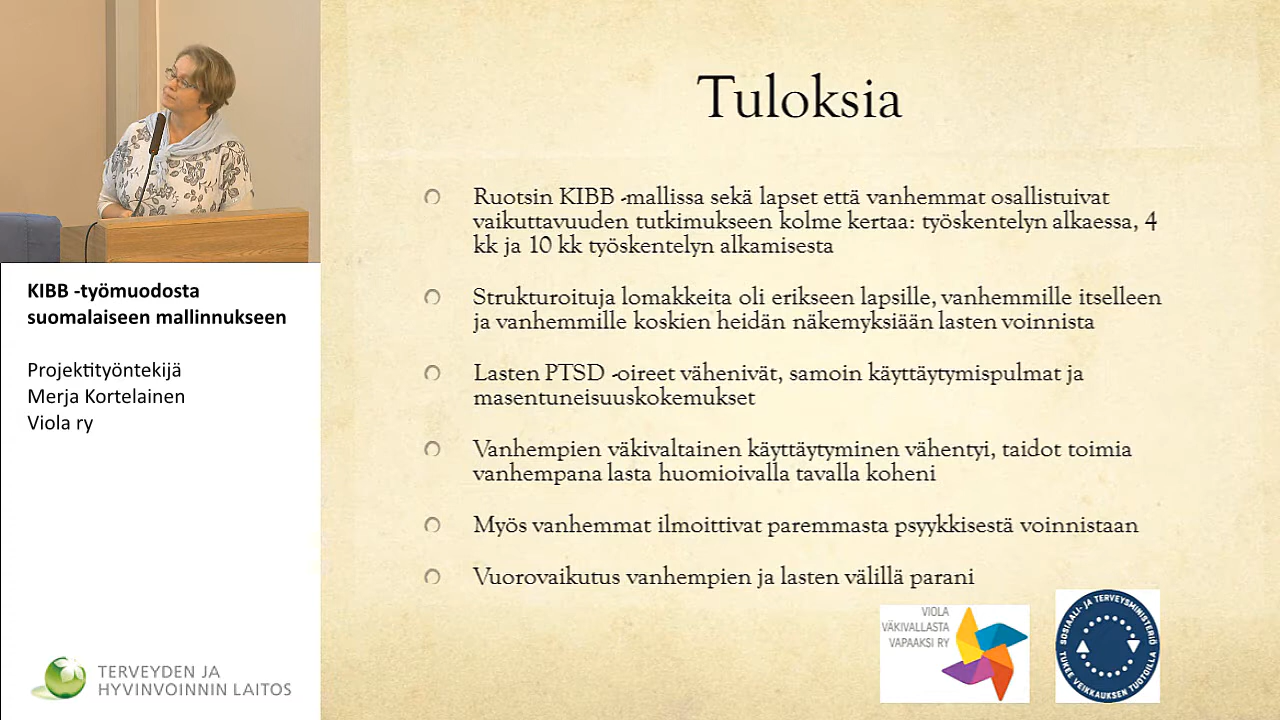 KIBB -työmuodosta
suomalaiseen mallinnukseen
Projektityöntekijä
Merja Kortelainen
Viola ry
TERVEYDEN JA
HYVINVOINNIN LAITOS
Tuloksia
Ruotsin KIBB -mallissa sekä lapset että vanhemmat osallistuivat
vaikuttavuuden tutkimukseen kolme kertaa: työskentelyn alkaessa, 4
kk ja 10 kk työskentelyn alkamisesta
Strukturoituja lomakkeita oli erikseen lapsille, vanhemmille itselleen
ja vanhemmille koskien heidän näkemyksiään lasten voinnista
Lasten PTSD -oireet vähenivät, samoin käyttäytymispulmat ja
masentuneisuuskokemukset
Vanhempien väkivaltainen käyttäytyminen vähentyi, taidot toimia
vanhempana lasta huomioivalla tavalla koheni
Myös vanhemmat ilmoittivat paremmasta psyykkisestä voinnistaan
Vuorovaikutus vanhempien ja lasten välillä parani
VIOLA
VÄKIVALLASTA
VAPAAKSI RY
SOSIAALI- JA TERVEYSMINISTERIÖ
TUKEE VEIKKAUKSEN TUOTOILLA